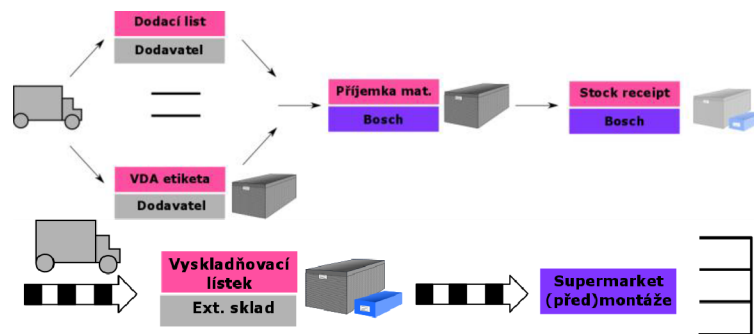 Dodací list
Dodavatel
Příjemka mat.
Bosch
Stock receipt
Bosch
VDA etiketa
Dodavatel
Vyskladňovací
lístek
Ext. sklad
Supermarket
(před)montáže